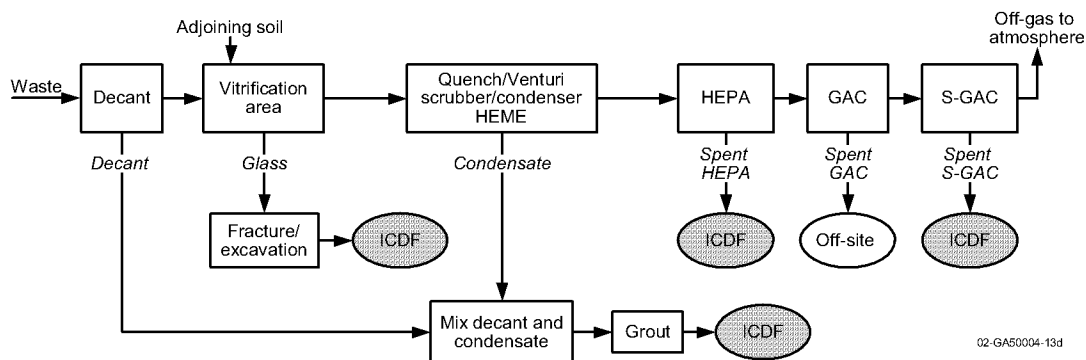 Off-gas to
atmosphere
Adjoining soil
Waste
Decant
Vitrification
area
Quench/Venturi
scrubber/condenser
HEME
HEPA
GAC
S-GAC
Decant
Glass
Condensate
Spent
HEPA
Spent
GAC
Spent
S-GAC
Fracture/
excavation
ICDF
ICDF
Off-site
ICDF
Mix decant and
condensate
Grout
ICDF
02-GA50004-13d